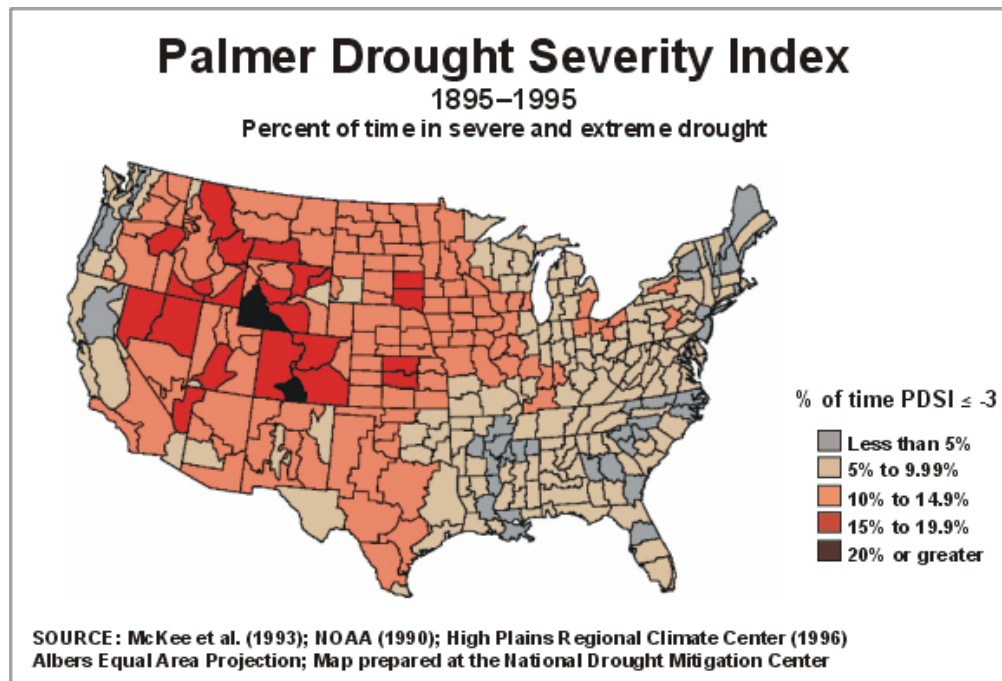 Palmer Drought Severity Index
1895–1995
Percent of time in severe and extreme drought
% of time PDSI ≤ -3
Less than 5%
5% to 9.99%
10% to 14.9%
15% to 19.9%
20% or greater
SOURCE: McKee et al. (1993); NOAA (1990); High Plains Regional Climate Center (1996)
Albers Equal Area Projection; Map prepared at the National Drought Mitigation Center